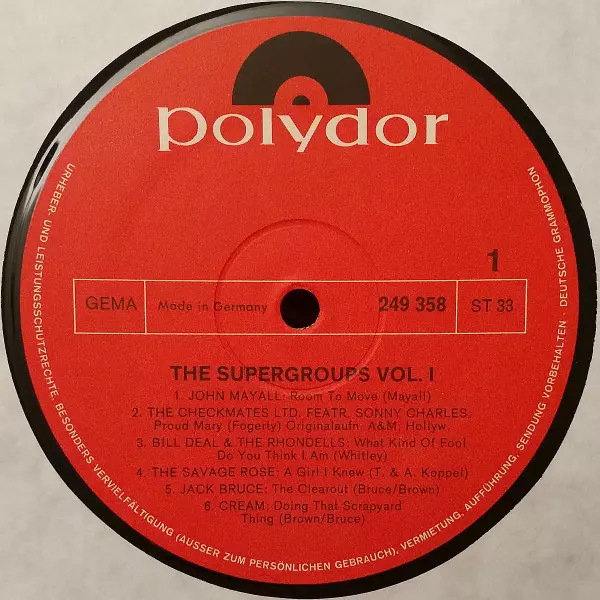 polydor
1
GEMA
Made in Germany
249 358
ST 33
THE SUPERGROUPS VOL. I
1. JOHN MAYALL: Room To Move (Mayall)
2. THE CHECKMATES LTD. FEATR. SONNY CHARLES:
Proud Mary (Fogerly) Originalaufn. A&M, Hollyw.
3. BILL DEAL & THE RHONDELLS: What Kind Of Fool
Do You Think I Am (Whitley)
4. THE SAVAGE ROSE: A Girl I Knew (T. & A. Koppel)
5. JACK BRUCE: The Clearout (Bruce/Brown)
6. CREAM: Doing That Scrapyard
Thing (Brown/Bruce)
URHEBER- UND LEISTUNGSSCHUTZRECHTE. BESONDERS VERVIELFÄLTIGUNG (AUSSER ZUM PERSÖNLICHEN GEBRAUCH), VERMIETUNG, AUFFÜHRUNG, SENDUNG VORBEHALTEN · DEUTSCHE GRAMMOPHON